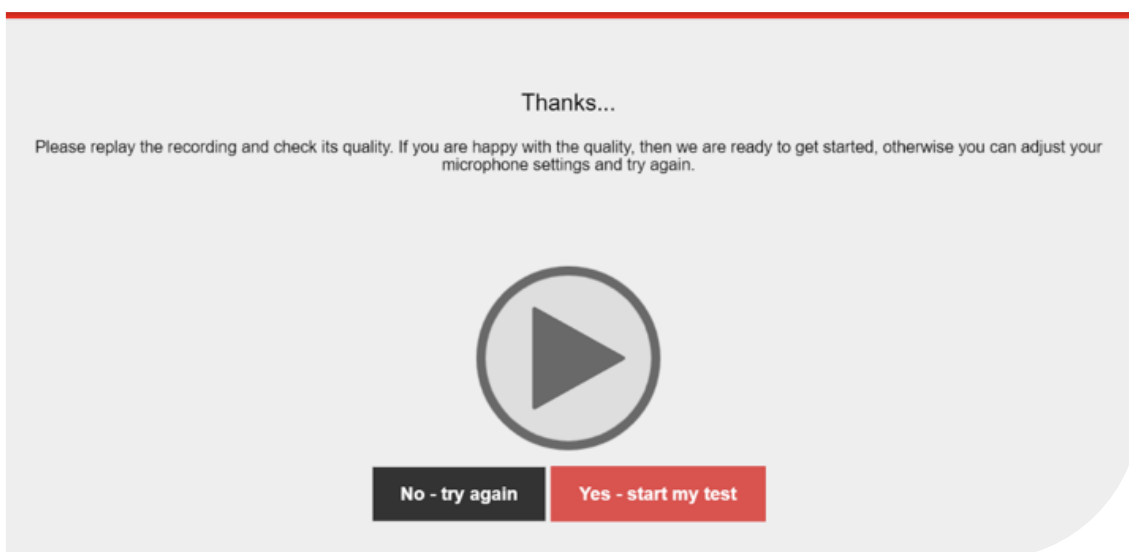 Thanks...
Please replay the recording and check its quality. If you are happy with the quality, then we are ready to get started, otherwise you can adjust your
microphone settings and try again.
No - try again
Yes - start my test